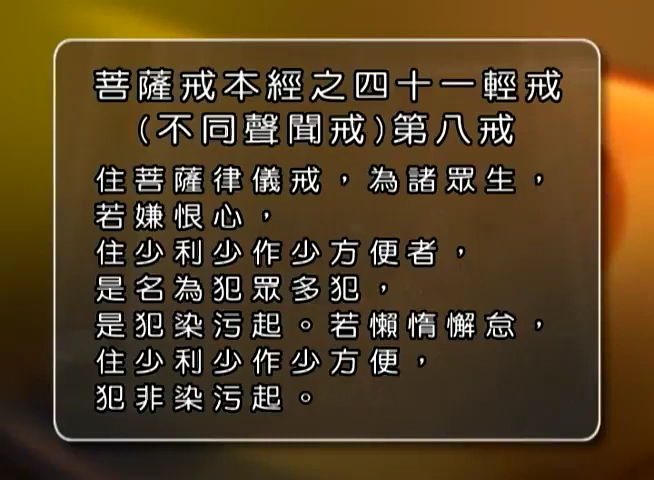 菩薩戒本經之四十一輕戒
(不同聲聞戒)第八戒
住菩薩律儀戒，為諸眾生，
若嫌恨心，
住少利少作少方便者，
是名為犯眾多犯，
是犯染污起。若懶惰懈怠，
住少利少作少方便，
犯非染污起。